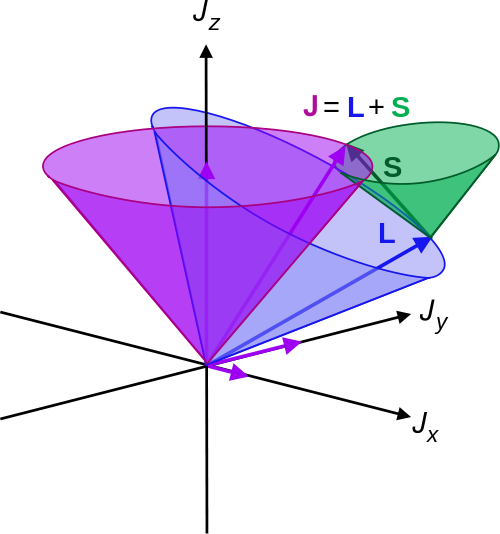 J_z
J = L + S
S
L
J_y
J_x